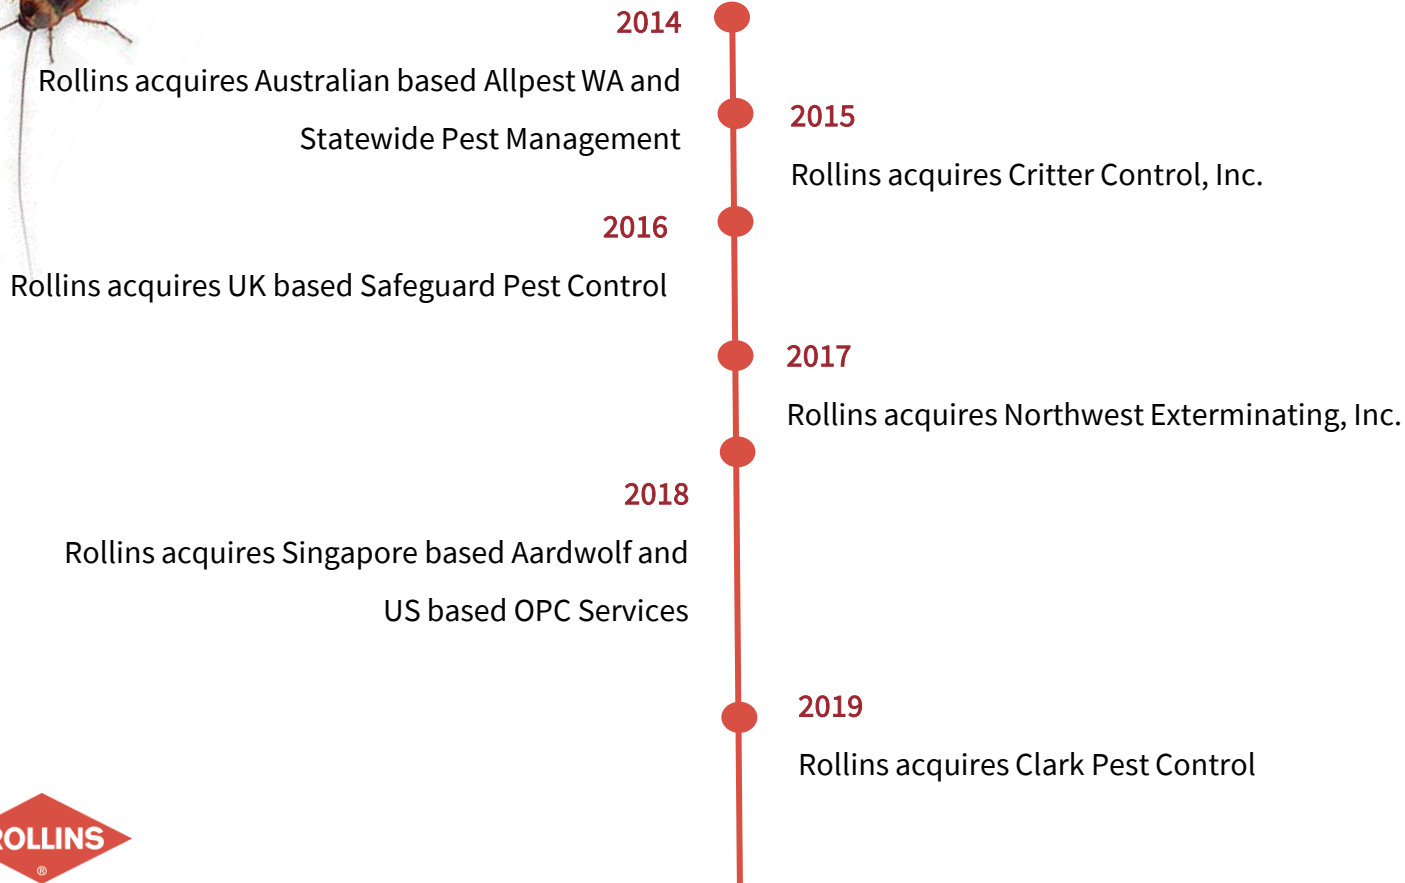 2014
Rollins acquires Australian based Allpest WA and
Statewide Pest Management
2015
Rollins acquires Critter Control, Inc.
2016
Rollins acquires UK based Safeguard Pest Control
2017
Rollins acquires Northwest Exterminating, Inc.
2018
Rollins acquires Singapore based Aardwolf and
US based OPC Services
2019
Rollins acquires Clark Pest Control
ROLLINS
®